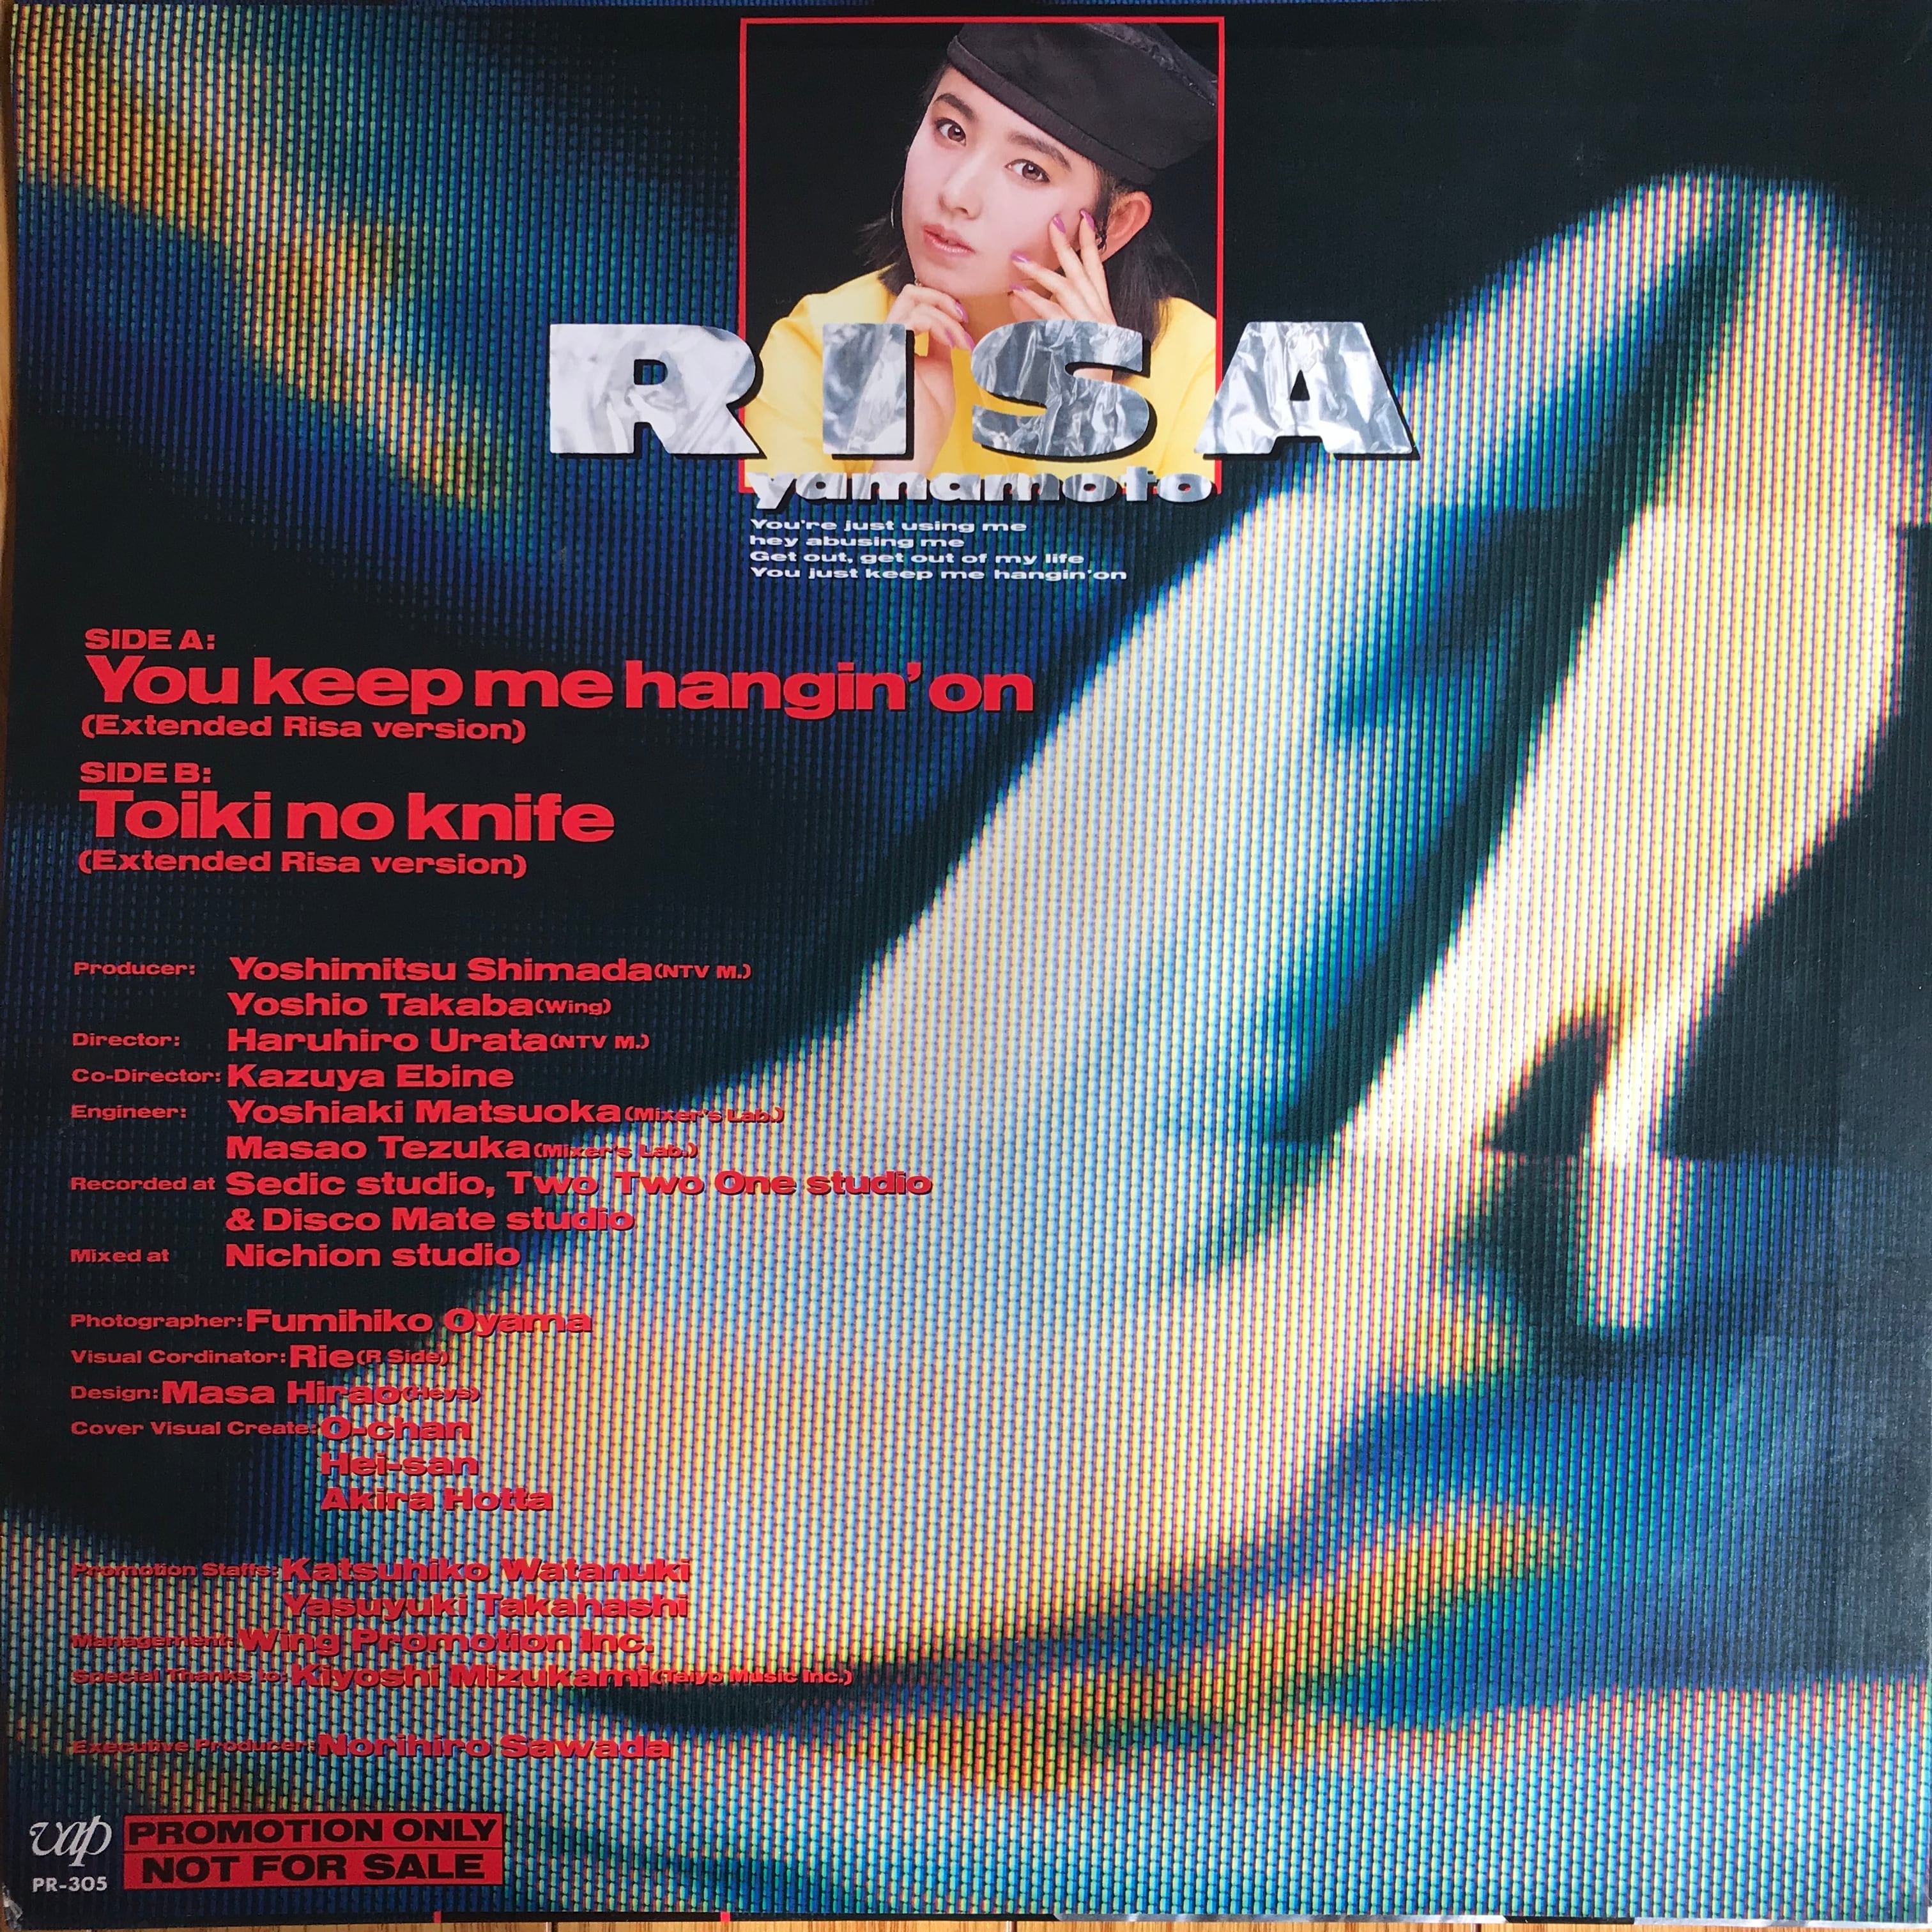 RISA
yamamoto
You're just using me
hey abusing me
Get out, get out of my life
You just keep me hangin'on
SIDE A:
You keep me hangin'on
(Extended Risa version)
SIDE B:
Toiki no knife
(Extended Risa version)
Producer: Yoshimitsu Shimada(NTV M.)
Yoshio Takaba(Wing)
Director: Haruhiro Urata(NTV M.)
Co-Director: Kazuya Ebine
Engineer: Yoshiaki Matsuoka(Mixer's Lab.)
Masao Tezuka(Mixer's Lab.)
Recorded at Sedic studio, Two Two One studio
& Disco Mate studio
Mixed at Nichion studio
Photographer: Fumihiko Oyama
Visual Cordinator: Rie(R Side)
Design: Masa Hirao(Heys)
Cover Visual Create: O-chan
Hei-san
Akira Hotta
Promotion Staffs: Katsuhiko Watanuki
Yasuyuki Takahashi
Management: Wing Promotion Inc.
Special Thanks to: Kiyoshi Mizukami(Taiyo Music Inc.)
Executive Producer: Norihiro Sawada
vap
PR-305
PROMOTION ONLY
NOT FOR SALE